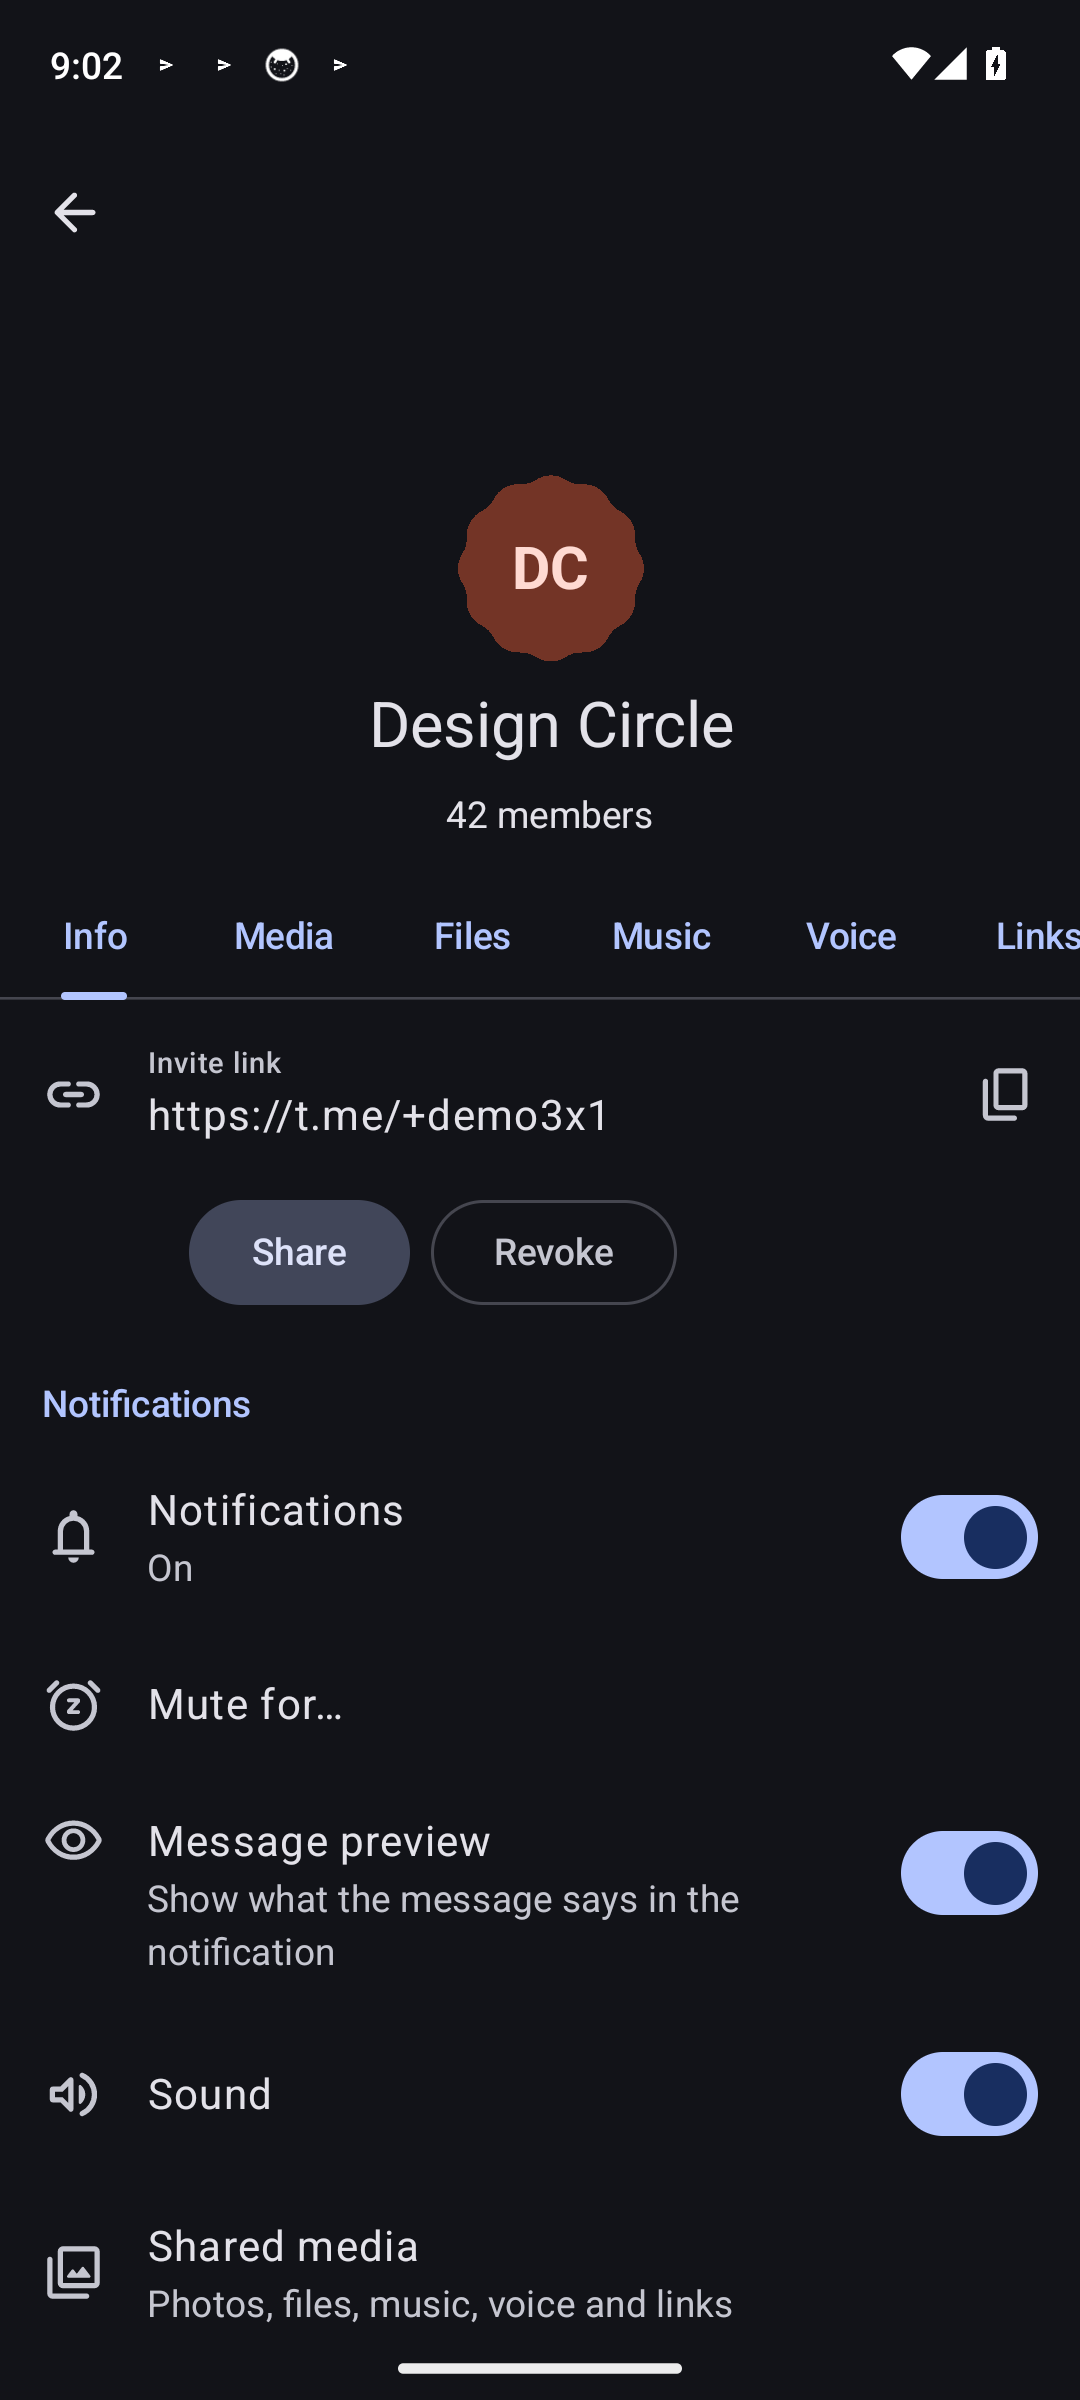 9:02
DC
Design Circle
42 members
Info Media Files Music Voice Links
Invite link
https://t.me/+demo3x1
Share Revoke
Notifications
Notifications
On
Mute for…
Message preview
Show what the message says in the
notification
Sound
Shared media
Photos, files, music, voice and links